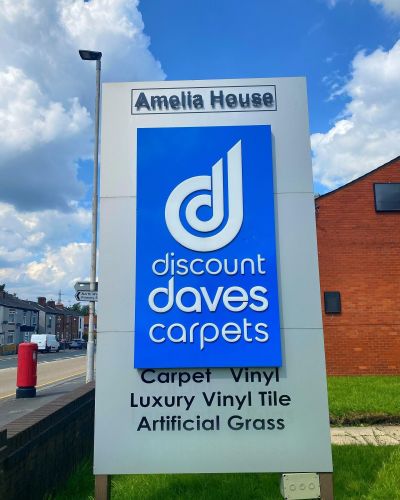 Amelia House
discount
daves
carpets
Carpet Vinyl
Luxury Vinyl Tile
Artificial Grass